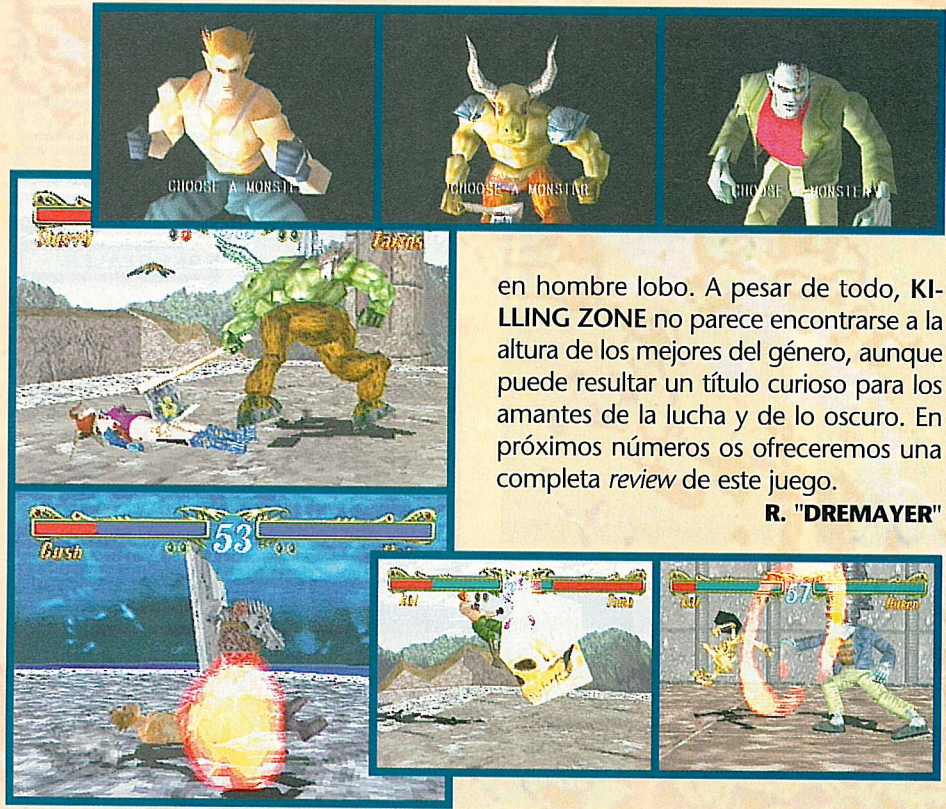 CHOOSE A MONSTER
CHOOSE A MONSTER
CHOOSE A MONSTER
en hombre lobo. A pesar de todo, KI-
LLING ZONE no parece encontrarse a la
altura de los mejores del género, aunque
puede resultar un título curioso para los
amantes de la lucha y de lo oscuro. En
próximos números os ofreceremos una
completa review de este juego.
R. "DREMAYER"
53
57